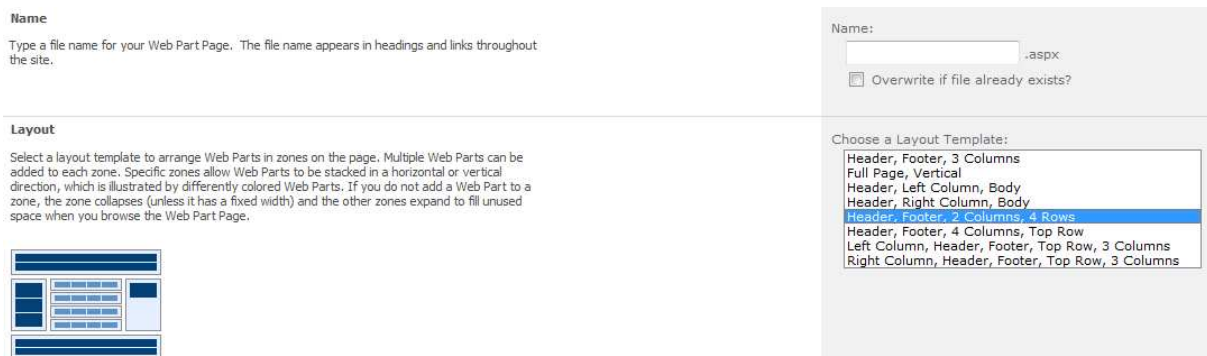 Name
Type a file name for your Web Part Page.  The file name appears in headings and links throughout
the site.
Name:
.aspx
Overwrite if file already exists?
Layout
Select a layout template to arrange Web Parts in zones on the page. Multiple Web Parts can be
added to each zone. Specific zones allow Web Parts to be stacked in a horizontal or vertical
direction, which is illustrated by differently colored Web Parts. If you do not add a Web Part to a
zone, the zone collapses (unless it has a fixed width) and the other zones expand to fill unused
space when you browse the Web Part Page.
Choose a Layout Template:
Header, Footer, 3 Columns
Full Page, Vertical
Header, Left Column, Body
Header, Right Column, Body
Header, Footer, 2 Columns, 4 Rows
Header, Footer, 4 Columns, Top Row
Left Column, Header, Footer, Top Row, 3 Columns
Right Column, Header, Footer, Top Row, 3 Columns